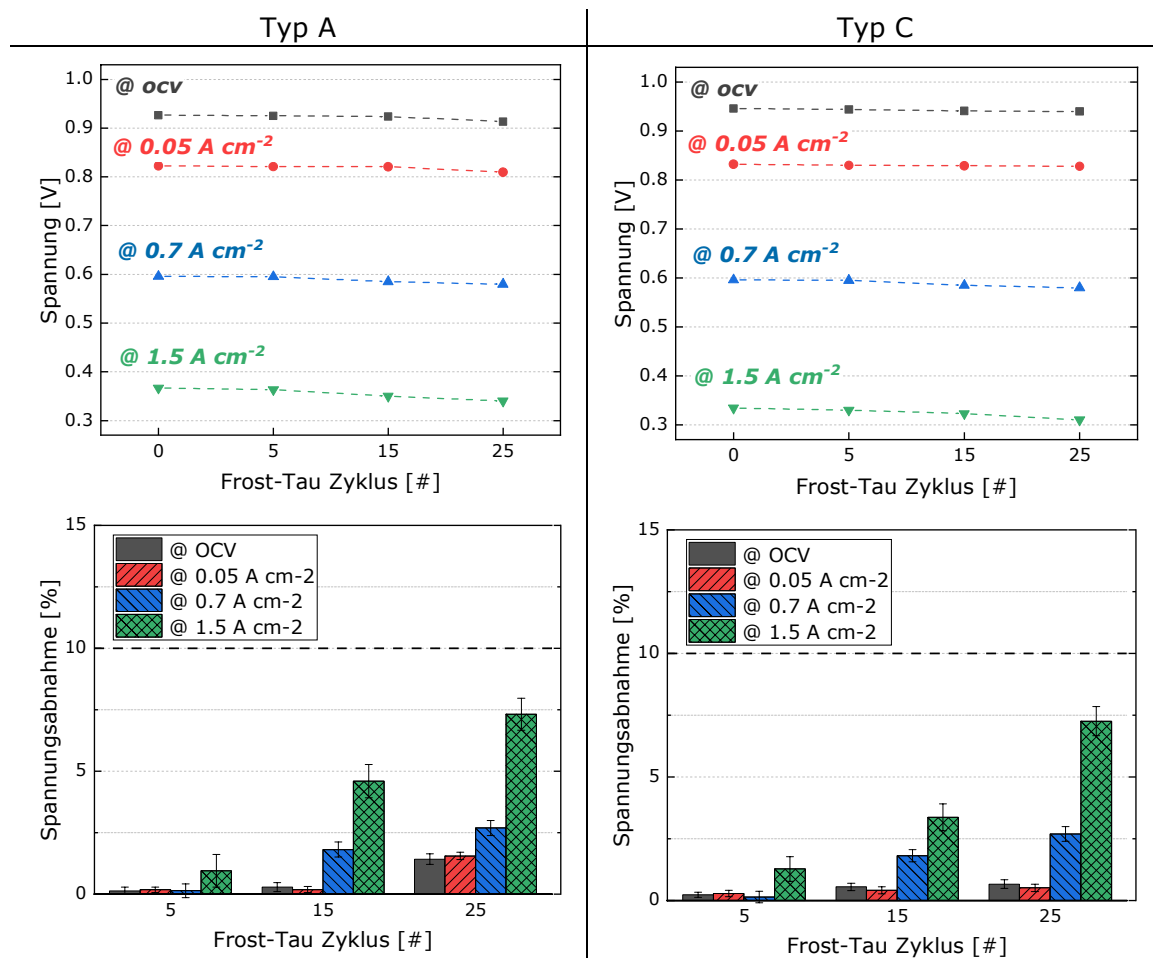 Typ A
Typ C
1.0
0.9
0.8
0.7
0.6
0.5
0.4
0.3
Spannung [V]
@ ocv
@ 0.05 A cm-2
@ 0.7 A cm-2
@ 1.5 A cm-2
0 5 15 25
Frost-Tau Zyklus [#]
1.0
0.9
0.8
0.7
0.6
0.5
0.4
0.3
Spannung [V]
@ ocv
@ 0.05 A cm-2
@ 0.7 A cm-2
@ 1.5 A cm-2
0 5 15 25
Frost-Tau Zyklus [#]
15
10
5
0
Spannungsabnahme [%]
@ OCV
@ 0.05 A cm-2
@ 0.7 A cm-2
@ 1.5 A cm-2
5 15 25
Frost-Tau Zyklus [#]
15
10
5
0
Spannungsabnahme [%]
@ OCV
@ 0.05 A cm-2
@ 0.7 A cm-2
@ 1.5 A cm-2
5 15 25
Frost-Tau Zyklus [#]